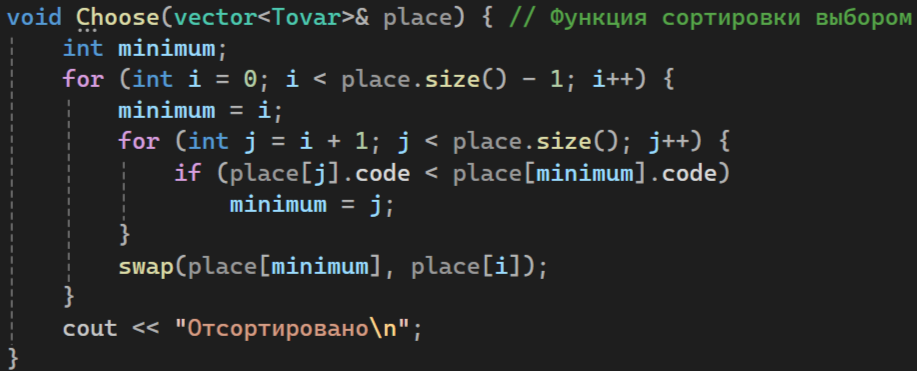 void Choose(vector<Tovar>& place) { // Функция сортировки выбором
    int minimum;
    for (int i = 0; i < place.size() - 1; i++) {
        minimum = i;
        for (int j = i + 1; j < place.size(); j++) {
            if (place[j].code < place[minimum].code)
                minimum = j;
        }
        swap(place[minimum], place[i]);
    }
    cout << "Отсортировано\n";
}